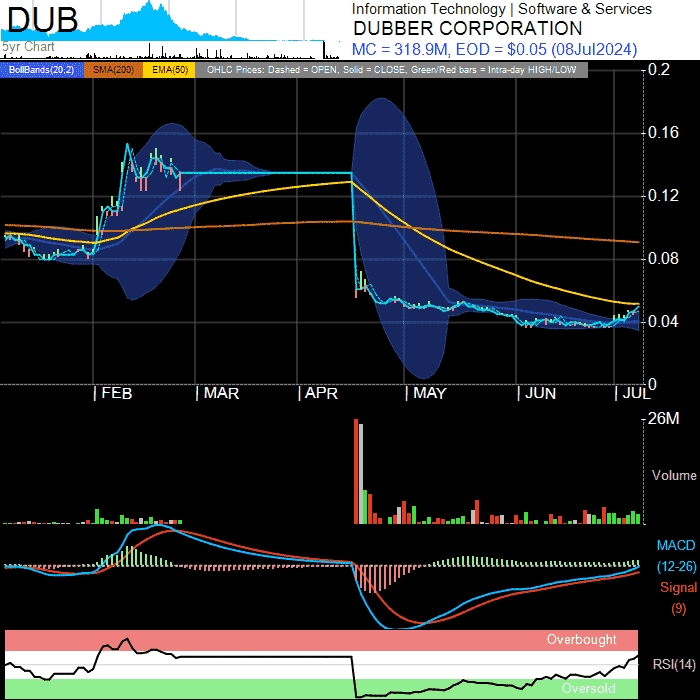 DUB
5yr Chart
Information Technology | Software & Services
DUBBER CORPORATION
MC = 318.9M, EOD = $0.05 (08Jul2024)
BollBands(20,2) SMA(200) EMA(50) OHLC Prices: Dashed = OPEN, Solid = CLOSE, Green/Red bars = Intra-day HIGH/LOW
0.2
0.16
0.12
0.08
0.04
0
| FEB | MAR | APR | MAY | JUN | JUL
26M
Volume
MACD
(12-26)
Signal
(9)
Overbought
RSI(14)
Oversold